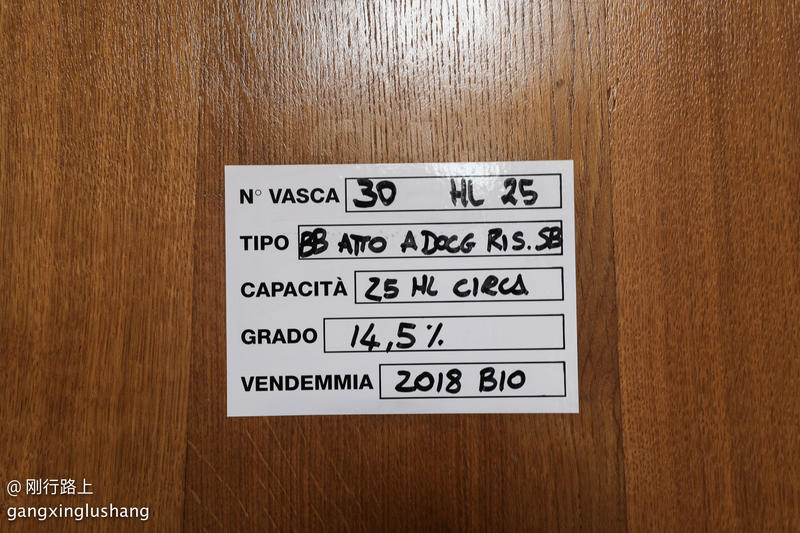 N° VASCA 30 HL 25
TIPO BB ATTO A DOCG RIS. SB
CAPACITÀ 25 HL CIRCA
GRADO 14,5%
VENDEMMIA 2018 BIO
@ 刚行路上
gangxinglushang